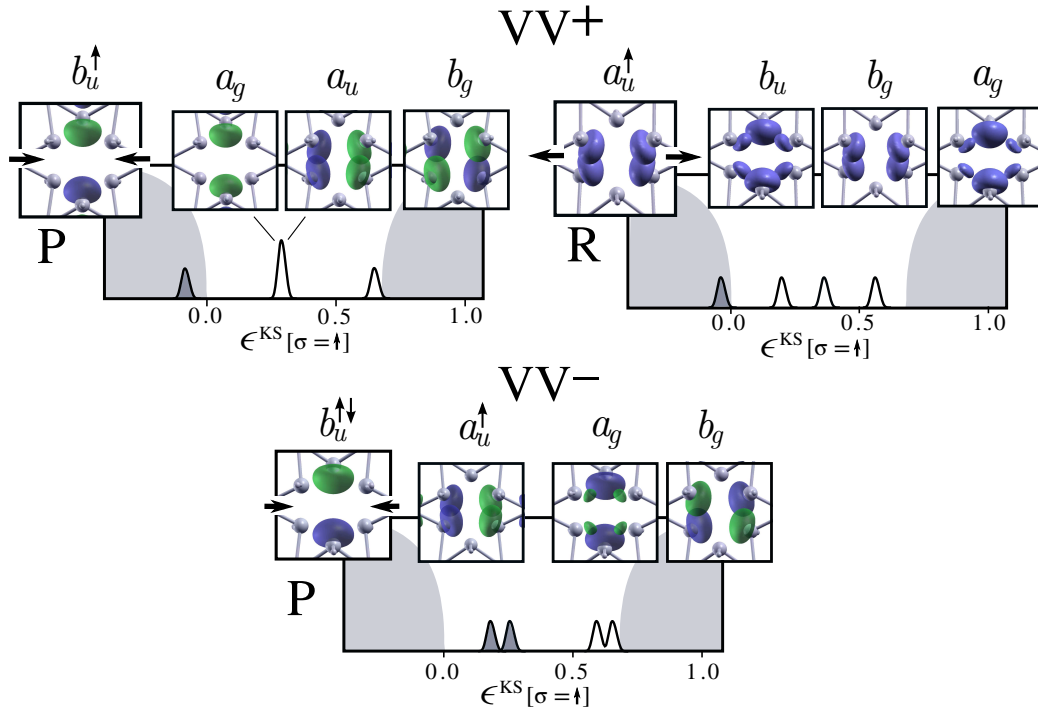 VV+
b_u^↑ a_g a_u b_g
P
0.0 0.5 1.0
ϵ^KS [σ=↑]
a_u^↑ b_u b_g a_g
R
0.0 0.5 1.0
ϵ^KS [σ=↑]
VV−
b_u^↑↓ a_u^↑ a_g b_g
P
0.0 0.5 1.0
ϵ^KS [σ=↑]